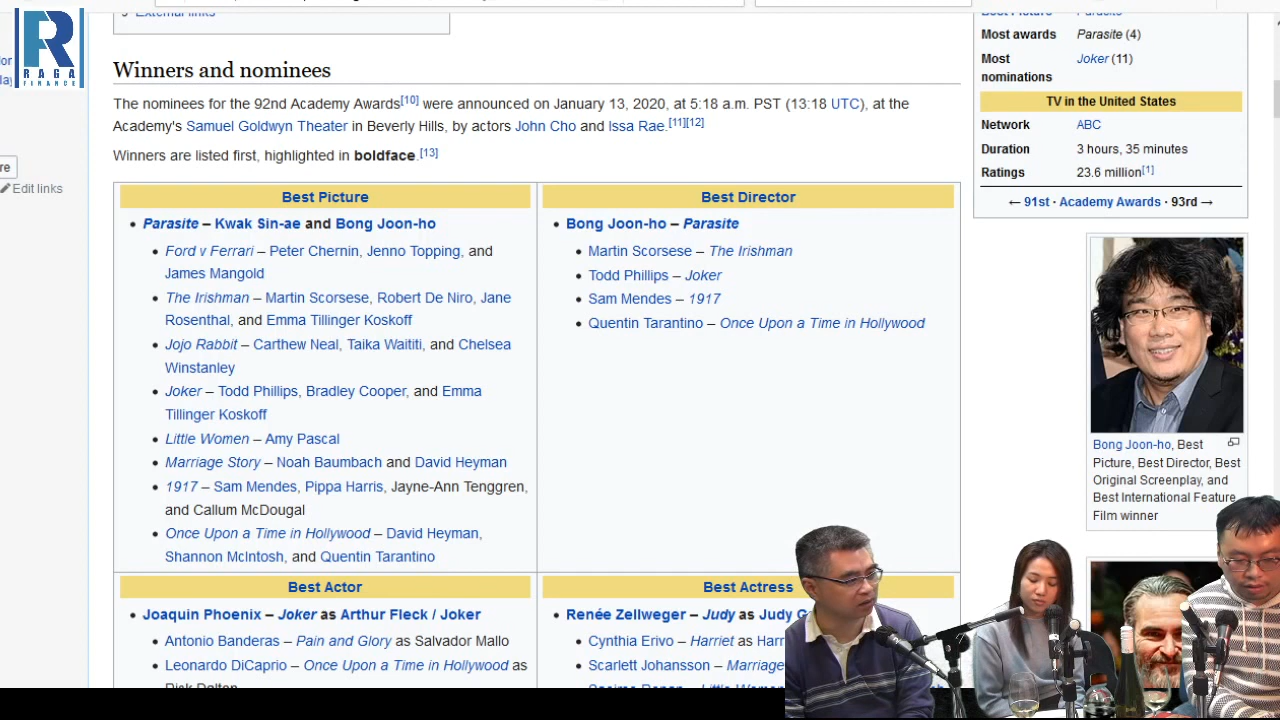 External links
RAGA
FINANCE
re
Edit links
Winners and nominees
The nominees for the 92nd Academy Awards[10] were announced on January 13, 2020, at 5:18 a.m. PST (13:18 UTC), at the
Academy's Samuel Goldwyn Theater in Beverly Hills, by actors John Cho and Issa Rae.[11][12]
Winners are listed first, highlighted in boldface.[13]
Best Picture
Parasite – Kwak Sin-ae and Bong Joon-ho
Ford v Ferrari – Peter Chernin, Jenno Topping, and
James Mangold
The Irishman – Martin Scorsese, Robert De Niro, Jane
Rosenthal, and Emma Tillinger Koskoff
Jojo Rabbit – Carthew Neal, Taika Waititi, and Chelsea
Winstanley
Joker – Todd Phillips, Bradley Cooper, and Emma
Tillinger Koskoff
Little Women – Amy Pascal
Marriage Story – Noah Baumbach and David Heyman
1917 – Sam Mendes, Pippa Harris, Jayne-Ann Tenggren,
and Callum McDougal
Once Upon a Time in Hollywood – David Heyman,
Shannon McIntosh, and Quentin Tarantino
Best Director
Bong Joon-ho – Parasite
Martin Scorsese – The Irishman
Todd Phillips – Joker
Sam Mendes – 1917
Quentin Tarantino – Once Upon a Time in Hollywood
Best Actor
Joaquin Phoenix – Joker as Arthur Fleck / Joker
Antonio Banderas – Pain and Glory as Salvador Mallo
Leonardo DiCaprio – Once Upon a Time in Hollywood as
Rick Dalton
Best Actress
Renée Zellweger – Judy as Judy G
Cynthia Erivo – Harriet as Harr
Scarlett Johansson – Marriage
Best Picture Parasite
Most awards Parasite (4)
Most Joker (11)
nominations
TV in the United States
Network ABC
Duration 3 hours, 35 minutes
Ratings 23.6 million[1]
← 91st · Academy Awards · 93rd →
Bong Joon-ho, Best
Picture, Best Director, Best
Original Screenplay, and
Best International Feature
Film winner